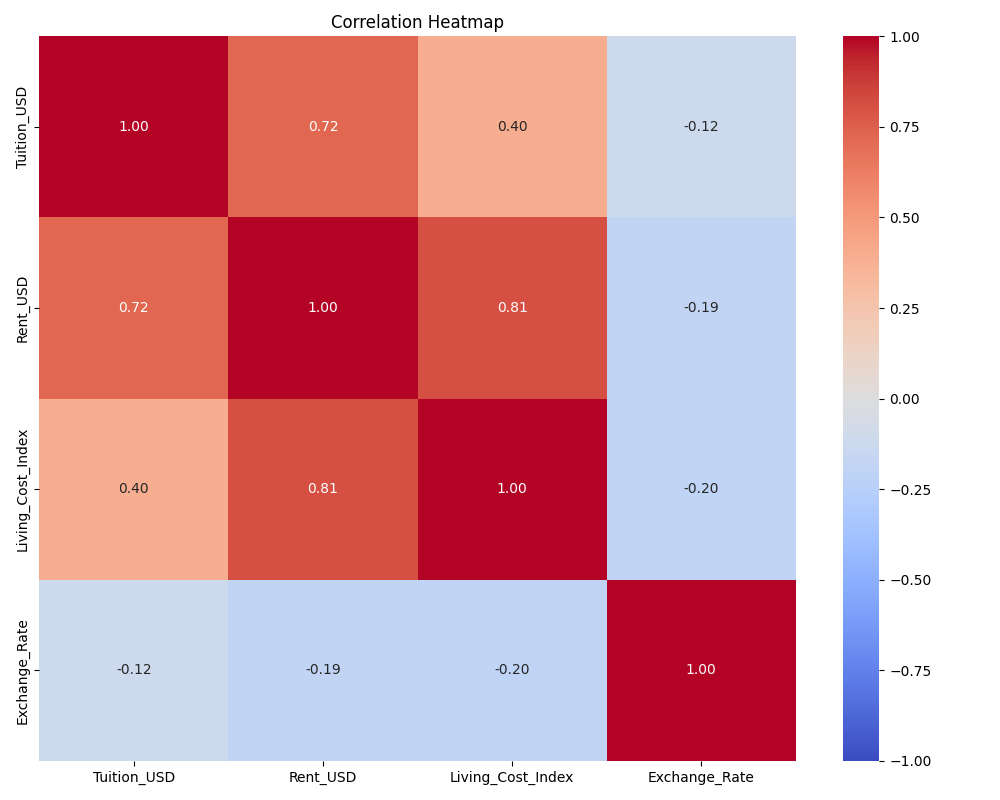 Correlation Heatmap
Tuition_USD
1.00 0.72 0.40 -0.12
Rent_USD
0.72 1.00 0.81 -0.19
Living_Cost_Index
0.40 0.81 1.00 -0.20
Exchange_Rate
-0.12 -0.19 -0.20 1.00
Tuition_USD Rent_USD Living_Cost_Index Exchange_Rate
1.00
0.75
0.50
0.25
0.00
−0.25
−0.50
−0.75
−1.00